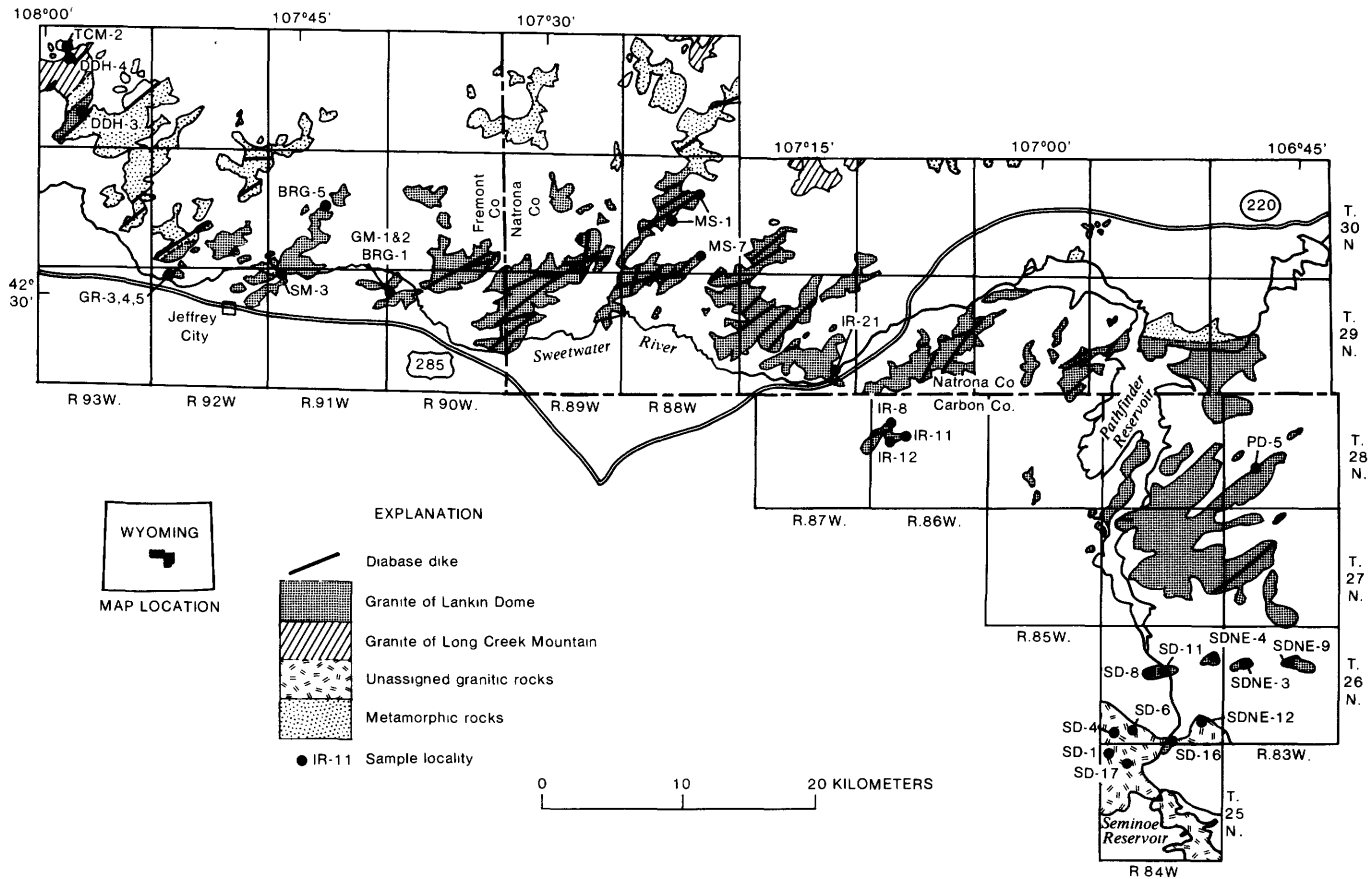 108°00′
107°45′
107°30′
TCM-2
DDH-4
DDH-3
107°15′
107°00′
106°45′
BRG-5
Fremont Co
Natrona Co
MS-1
220
T. 30 N
GM-1&2
BRG-1
MS-7
42° 30′
GR-3,4,5
SM-3
Jeffrey City
IR-21
T. 29 N.
Sweetwater River
285
Natrona Co
Carbon Co.
R 93W.
R 92W
R.91W
R 90W.
R.89W
R 88W
IR-8
IR-11
IR-12
Pathfinder Reservoir
PD-5
T. 28 N.
R.87W.
R.86W.
WYOMING
MAP LOCATION
EXPLANATION
Diabase dike
Granite of Lankin Dome
Granite of Long Creek Mountain
Unassigned granitic rocks
Metamorphic rocks
IR-11 Sample locality
T. 27 N.
R.85W.
SD-11
SDNE-4
SDNE-9
SD-8
SDNE-3
T. 26 N.
SD-6
SDNE-12
SD-4
SD-1
SD-16
R.83W.
SD-17
0 10 20 KILOMETERS
T. 25 N.
Seminoe Reservoir
R 84W